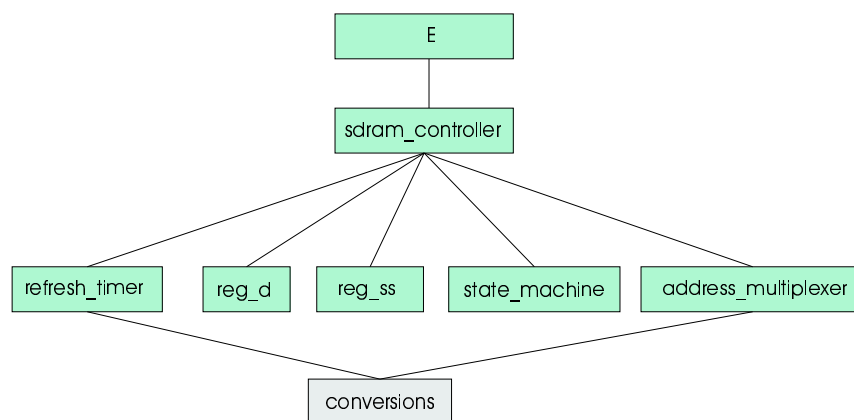 E
sdram_controller
refresh_timer
reg_d
reg_ss
state_machine
address_multiplexer
conversions